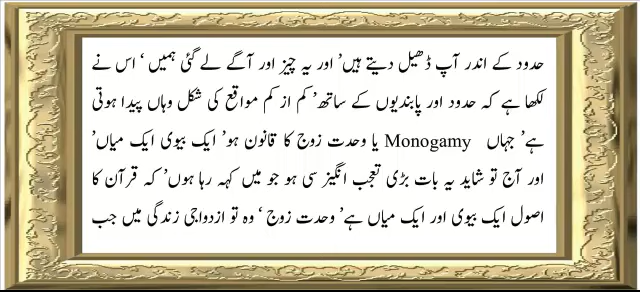 حدود کے اندر آپ ڈھیل دیتے ہیں’ اور یہ چیز اور آگے لے گئی ہمیں ‘ اس نے
لکھا ہے کہ حدود اور پابندیوں کے ساتھ’ کم از کم مواقع کی شکل وہاں پیدا ہوتی
ہے’ جہاں Monogamy یا وحدت زوج کا قانون ہو’ ایک بیوی ایک میاں’
اور آج تو شاید یہ بات بڑی تعجب انگیز سی ہو جو میں کہہ رہا ہوں’ کہ قرآن کا
اصول ایک بیوی اور ایک میاں ہے’ وحدت زوج ‘ وہ تو ازدواجی زندگی میں جب